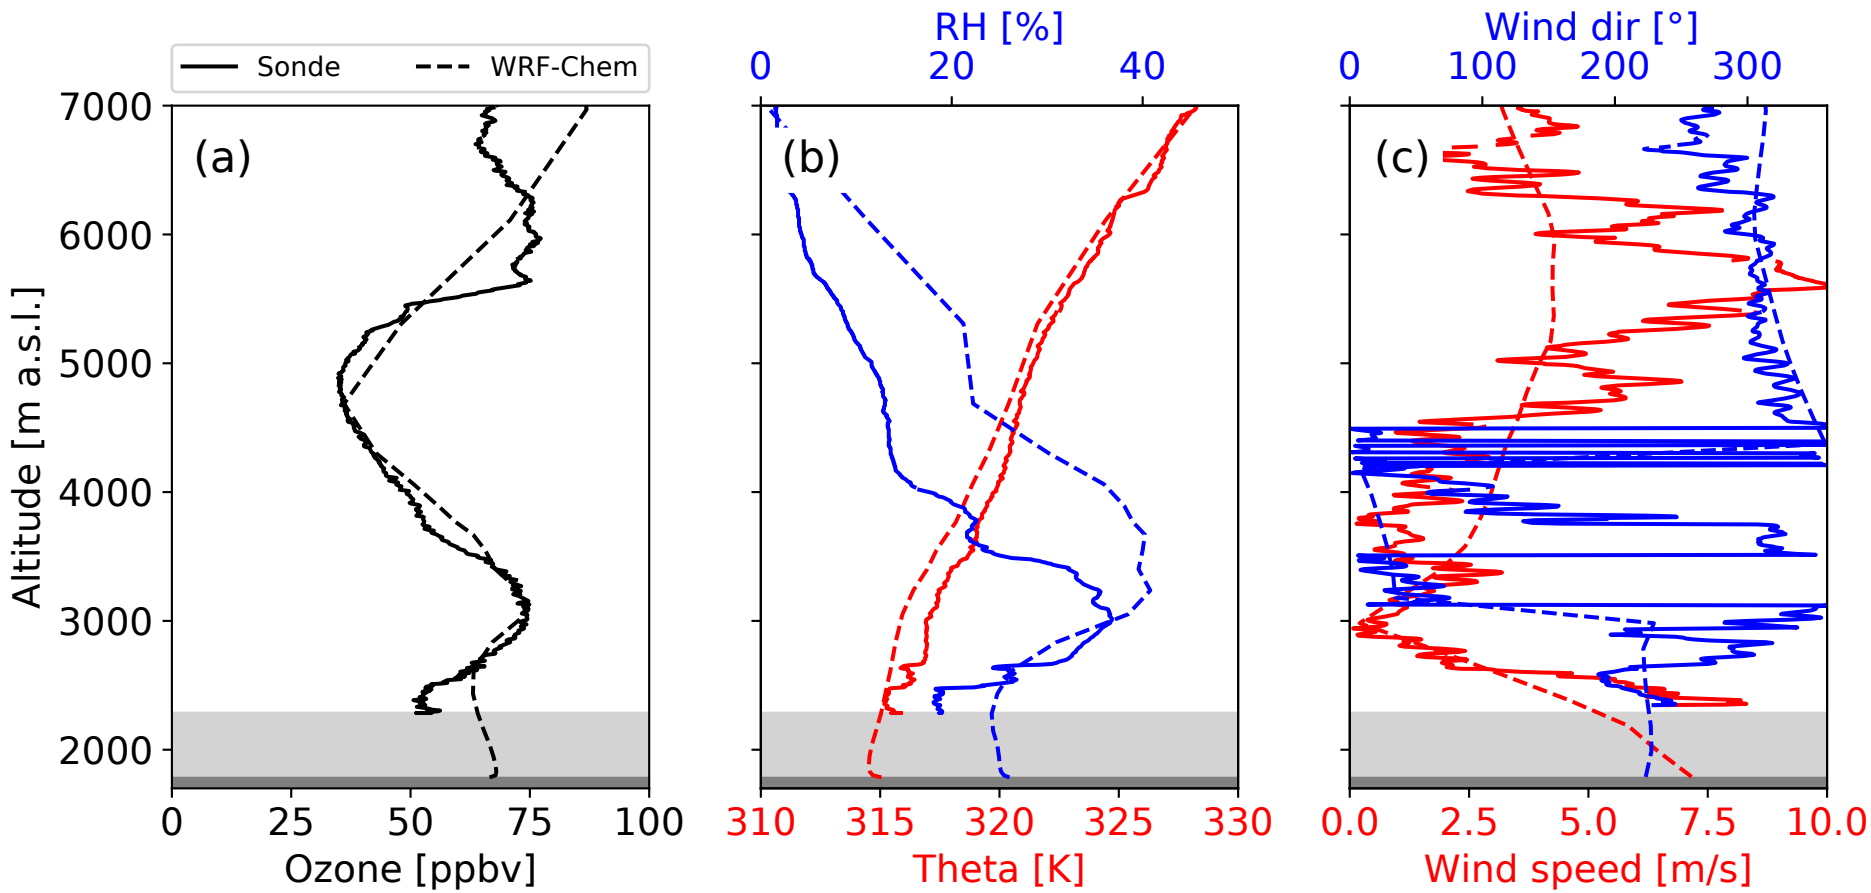 RH [%]
Wind dir [°]
0 20 40
0 100 200 300
Sonde WRF-Chem
(a)
(b)
(c)
7000
6000
5000
4000
3000
2000
Altitude [m a.s.l.]
0 25 50 75 100
310 315 320 325 330
0.0 2.5 5.0 7.5 10.0
Ozone [ppbv]
Theta [K]
Wind speed [m/s]